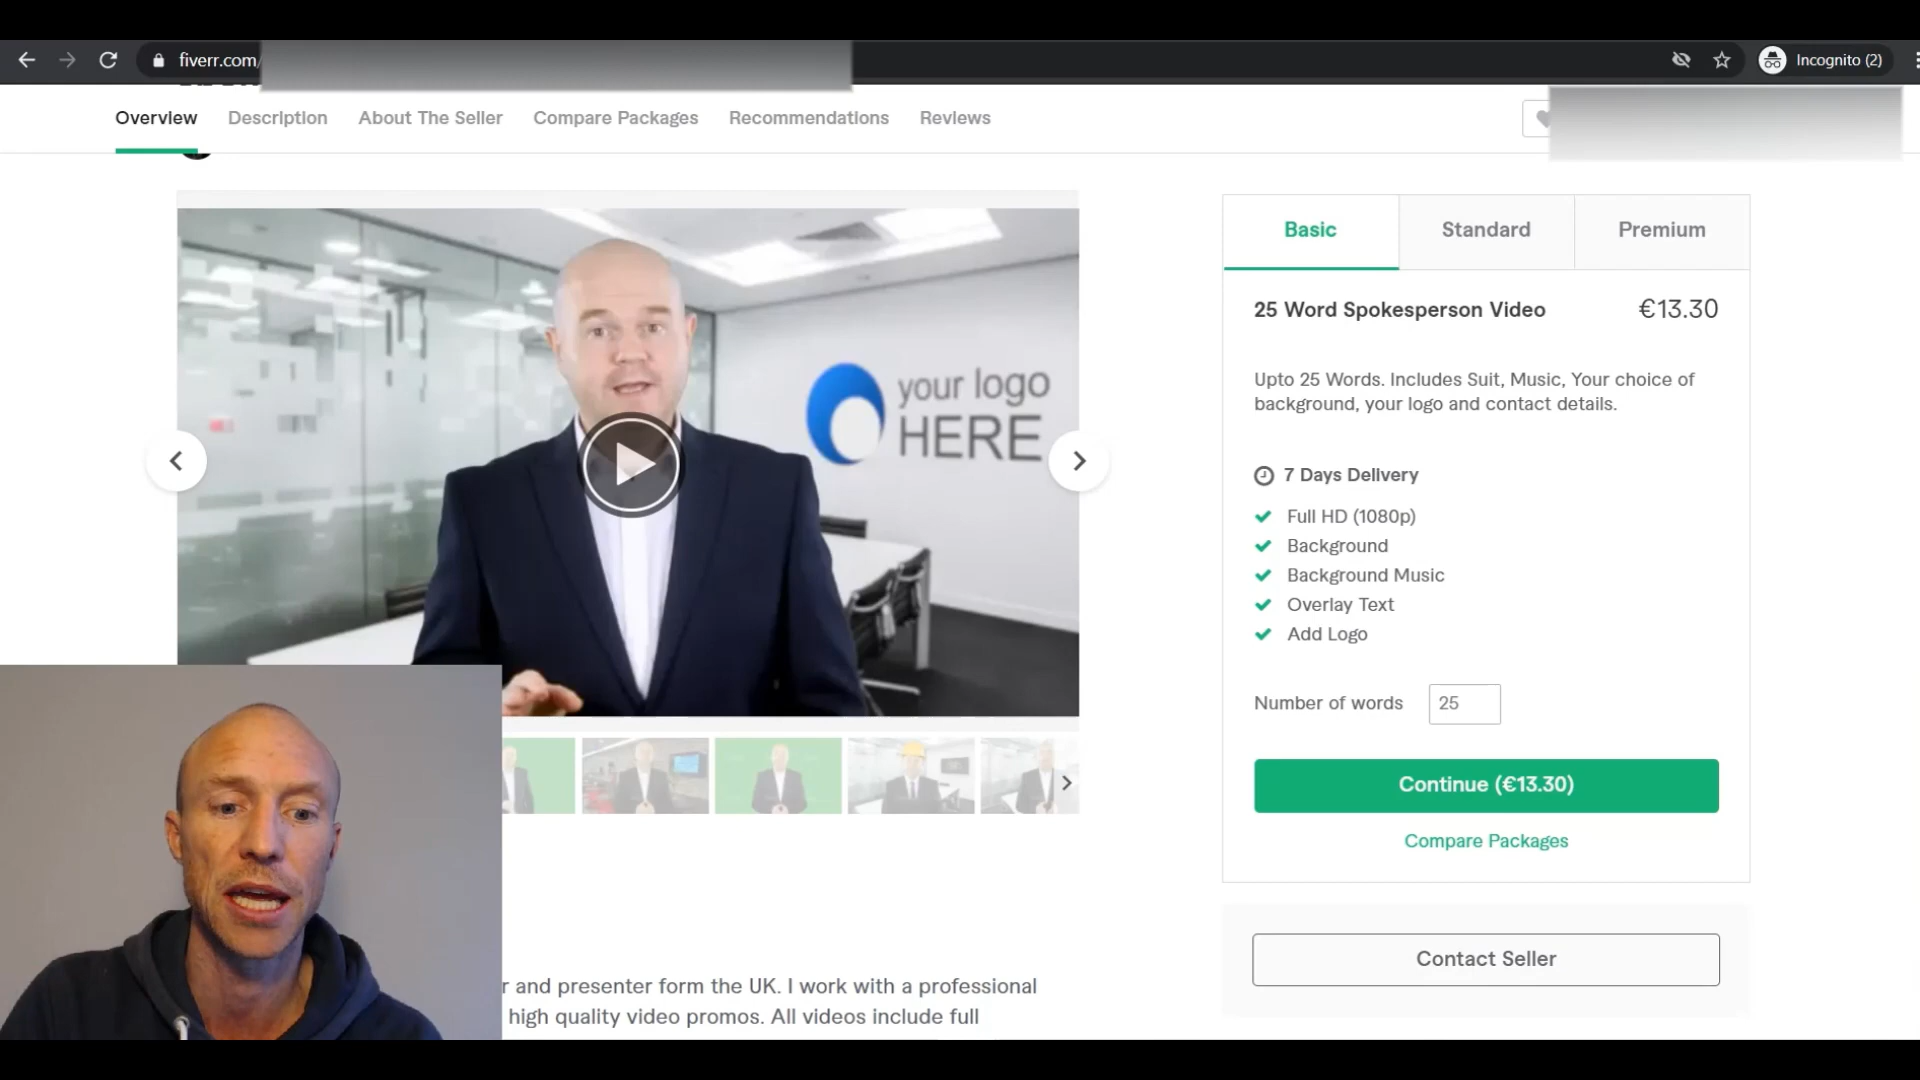 fiverr.com/
Incognito (2)
Overview
Description
About The Seller
Compare Packages
Recommendations
Reviews
your logo
HERE
Basic
Standard
Premium
25 Word Spokesperson Video
€13.30
Upto 25 Words. Includes Suit, Music, Your choice of
background, your logo and contact details.
7 Days Delivery
Full HD (1080p)
Background
Background Music
Overlay Text
Add Logo
Number of words
25
Continue (€13.30)
Compare Packages
Contact Seller
r and presenter form the UK. I work with a professional
high quality video promos. All videos include full